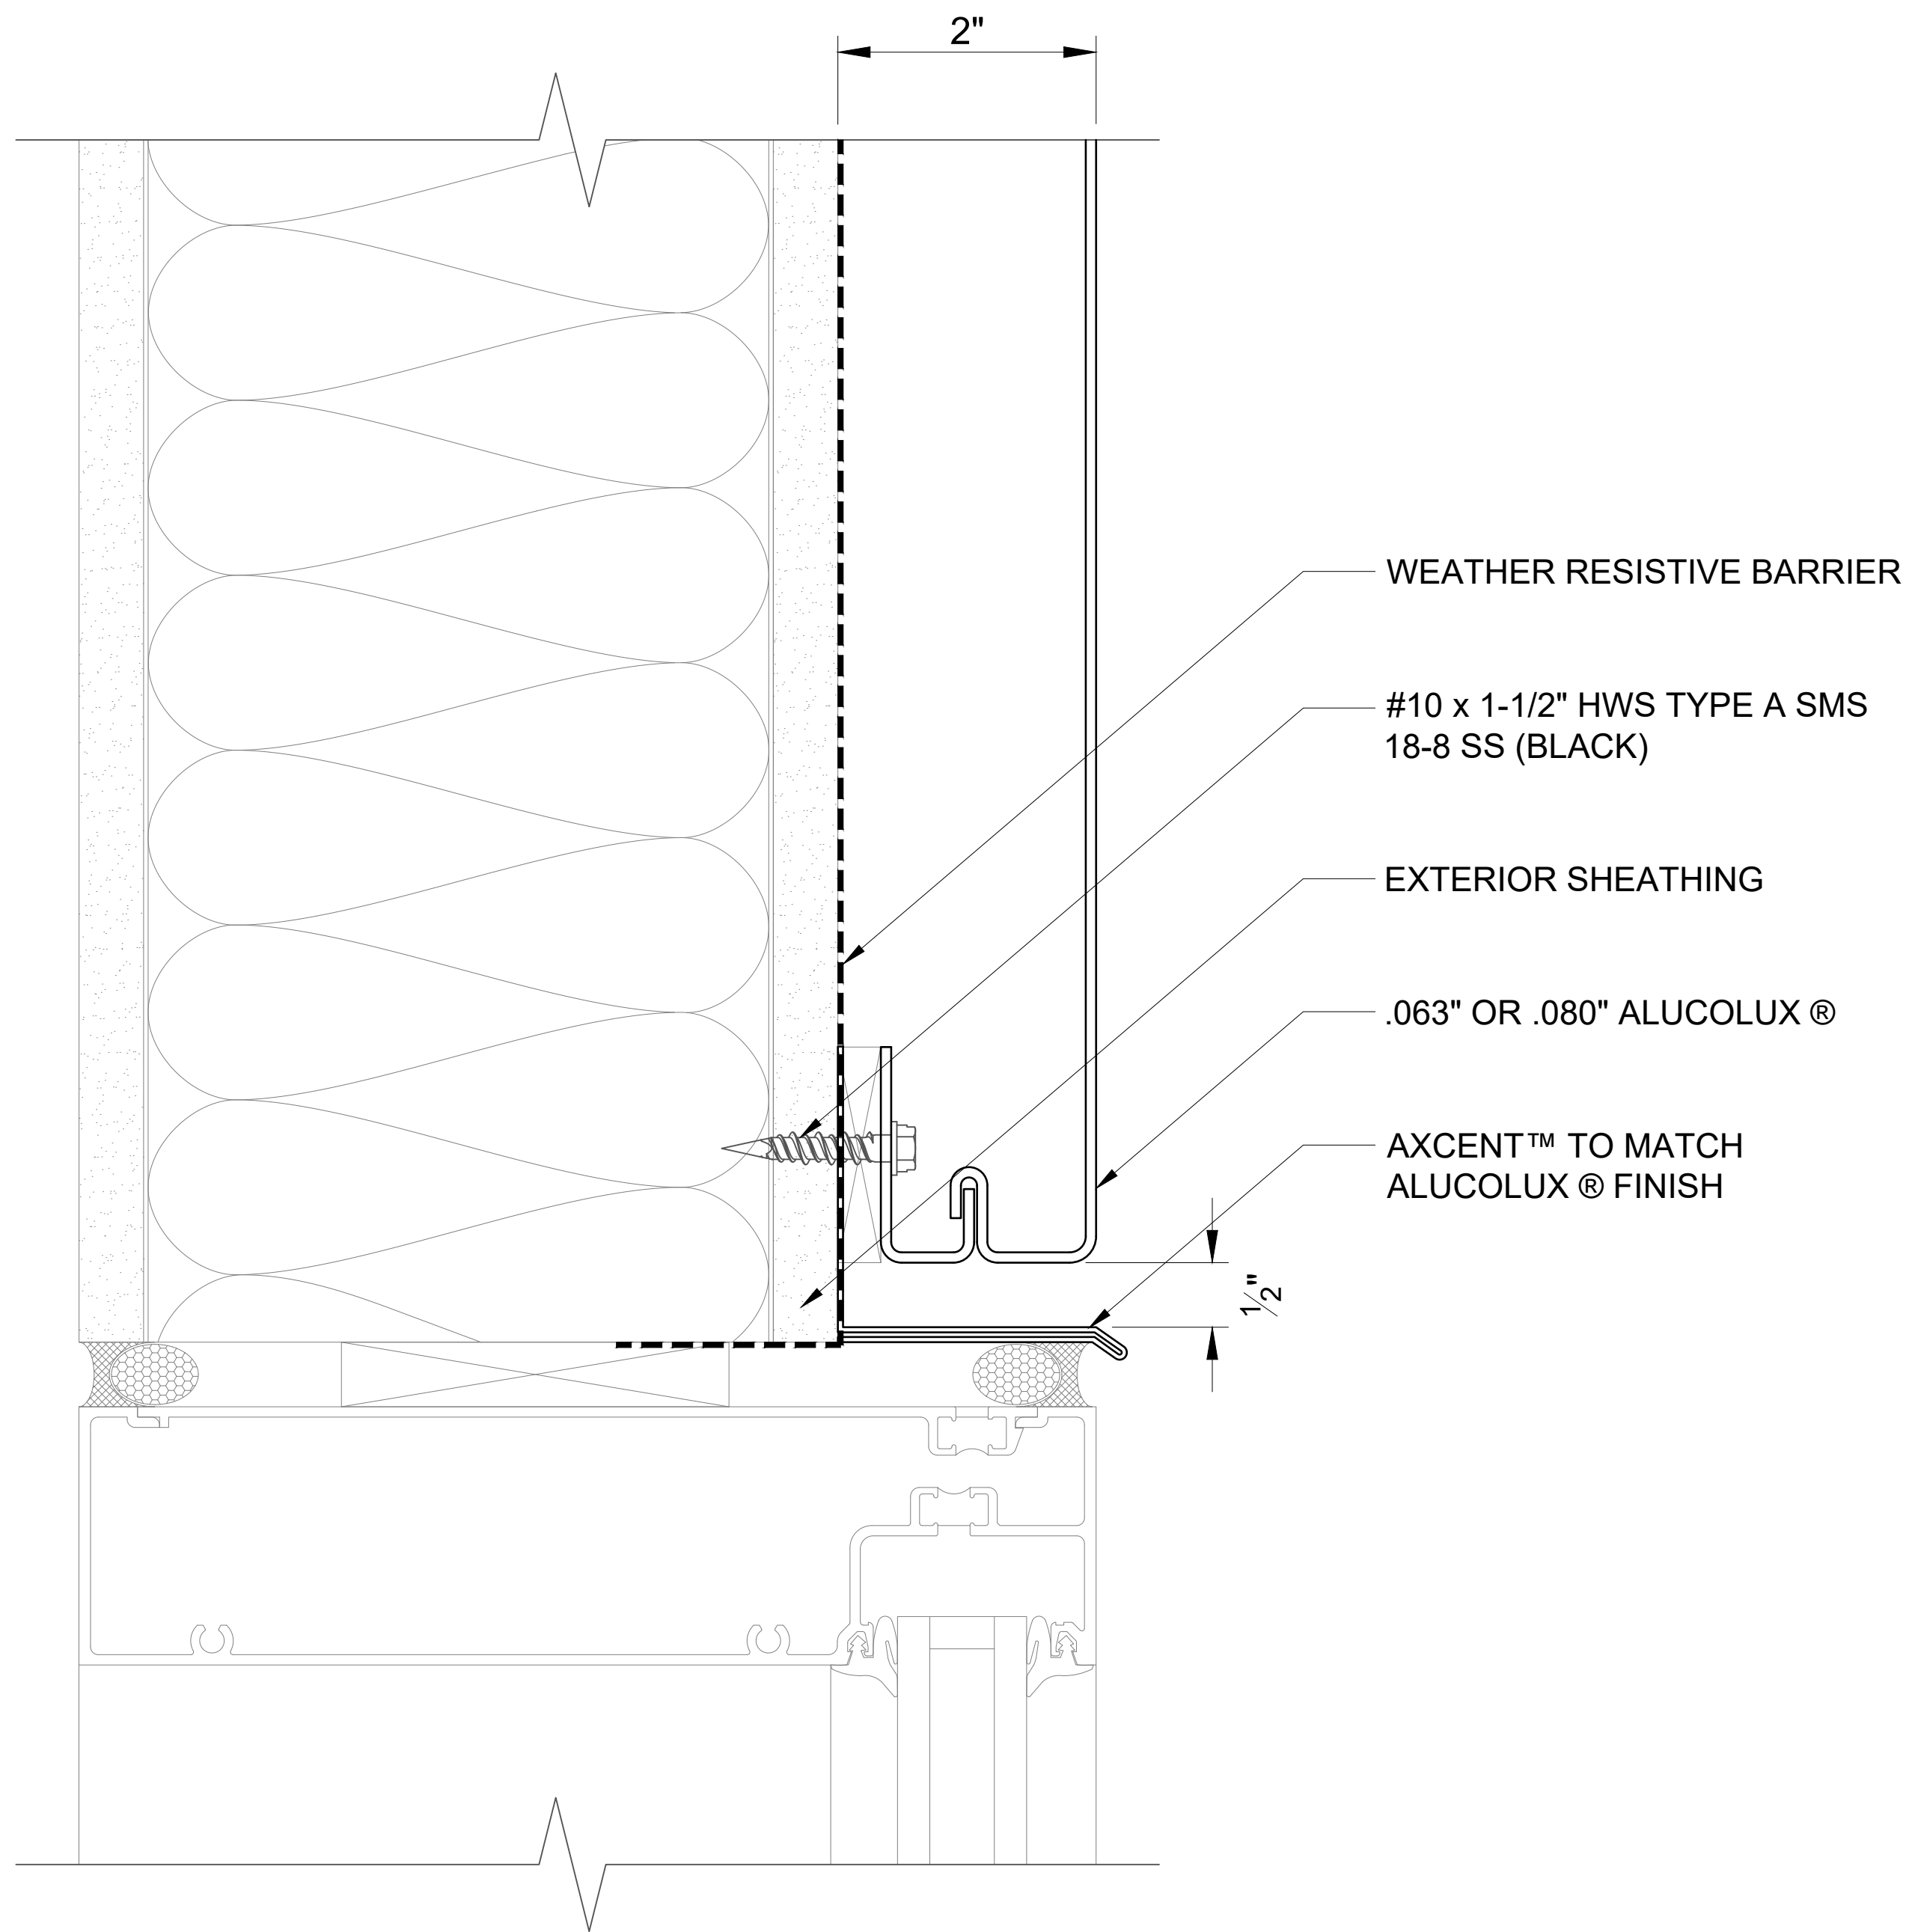 2"
WEATHER RESISTIVE BARRIER
#10 x 1-1/2" HWS TYPE A SMS
18-8 SS (BLACK)
EXTERIOR SHEATHING
.063" OR .080" ALUCOLUX ®
AXCENT™ TO MATCH
ALUCOLUX ® FINISH
1/2"